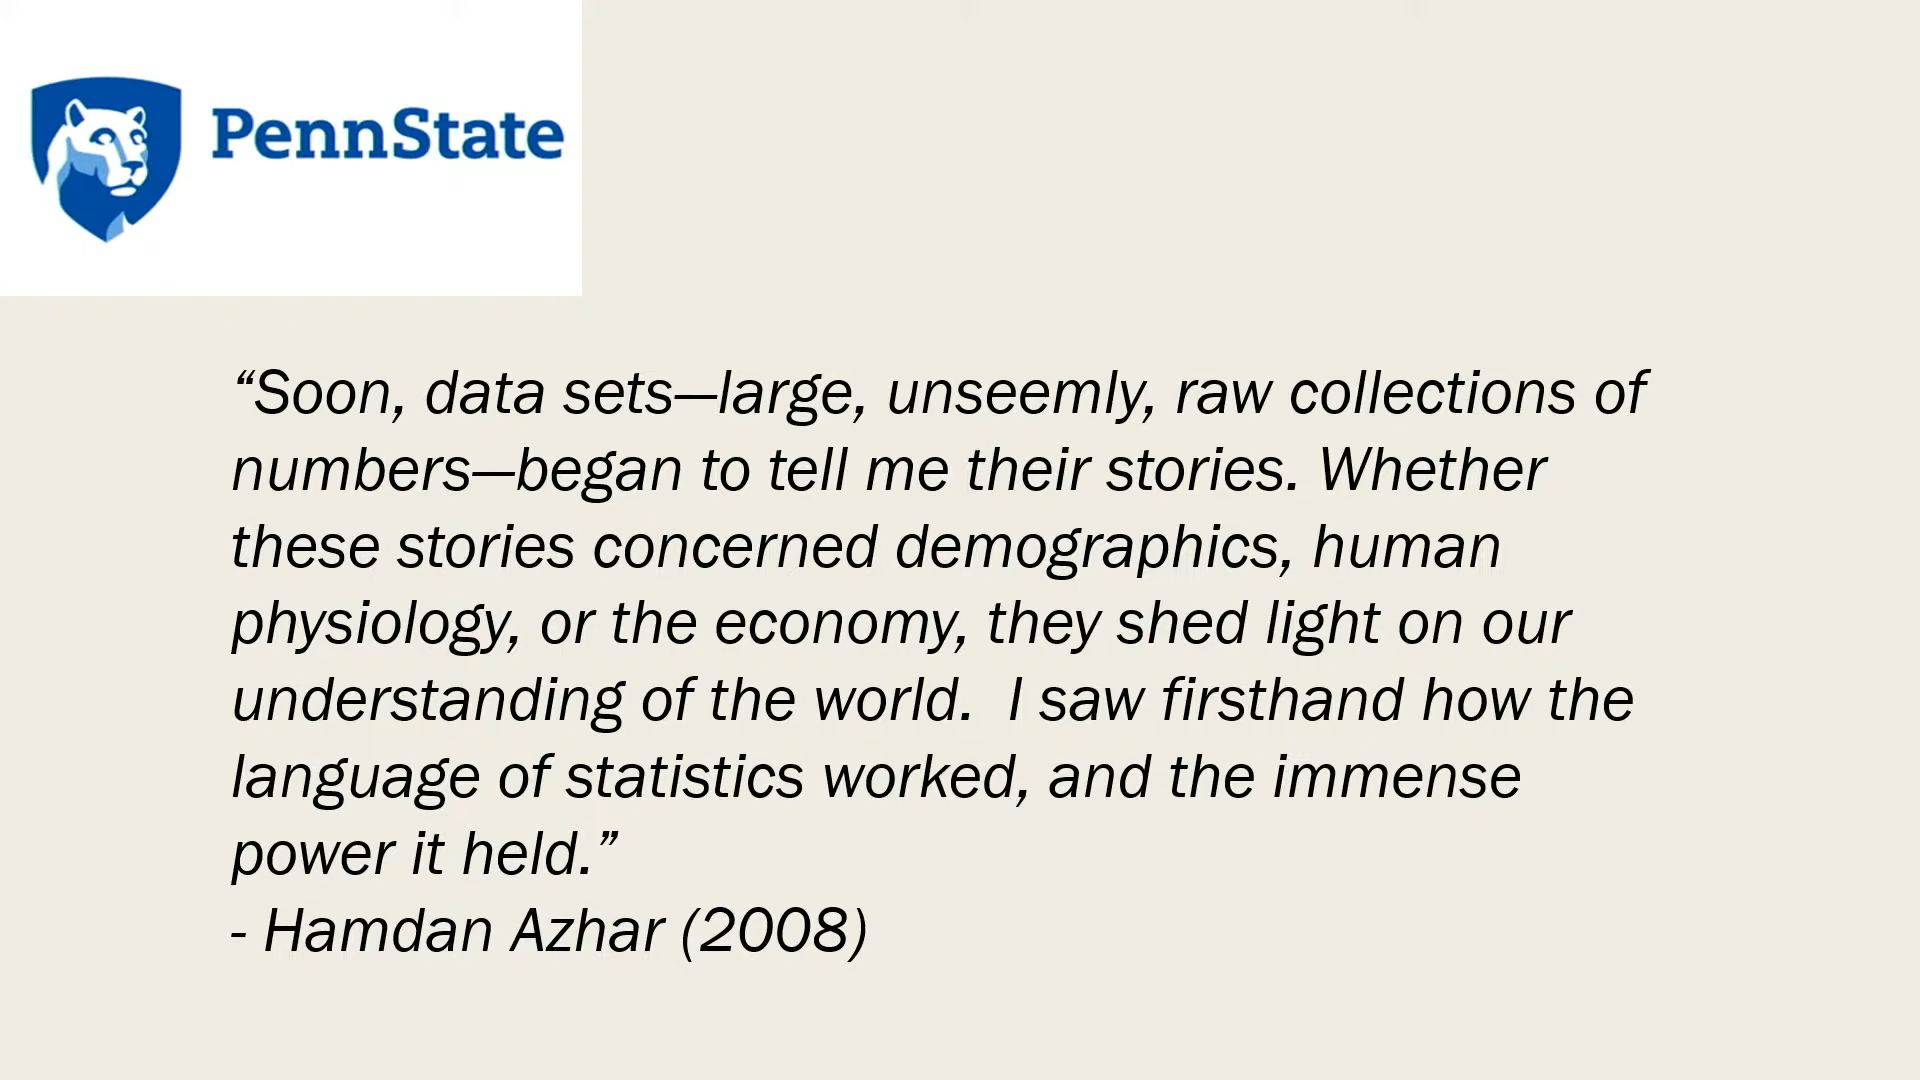 PennState
“Soon, data sets—large, unseemly, raw collections of
numbers—began to tell me their stories. Whether
these stories concerned demographics, human
physiology, or the economy, they shed light on our
understanding of the world.  I saw firsthand how the
language of statistics worked, and the immense
power it held.”
- Hamdan Azhar (2008)